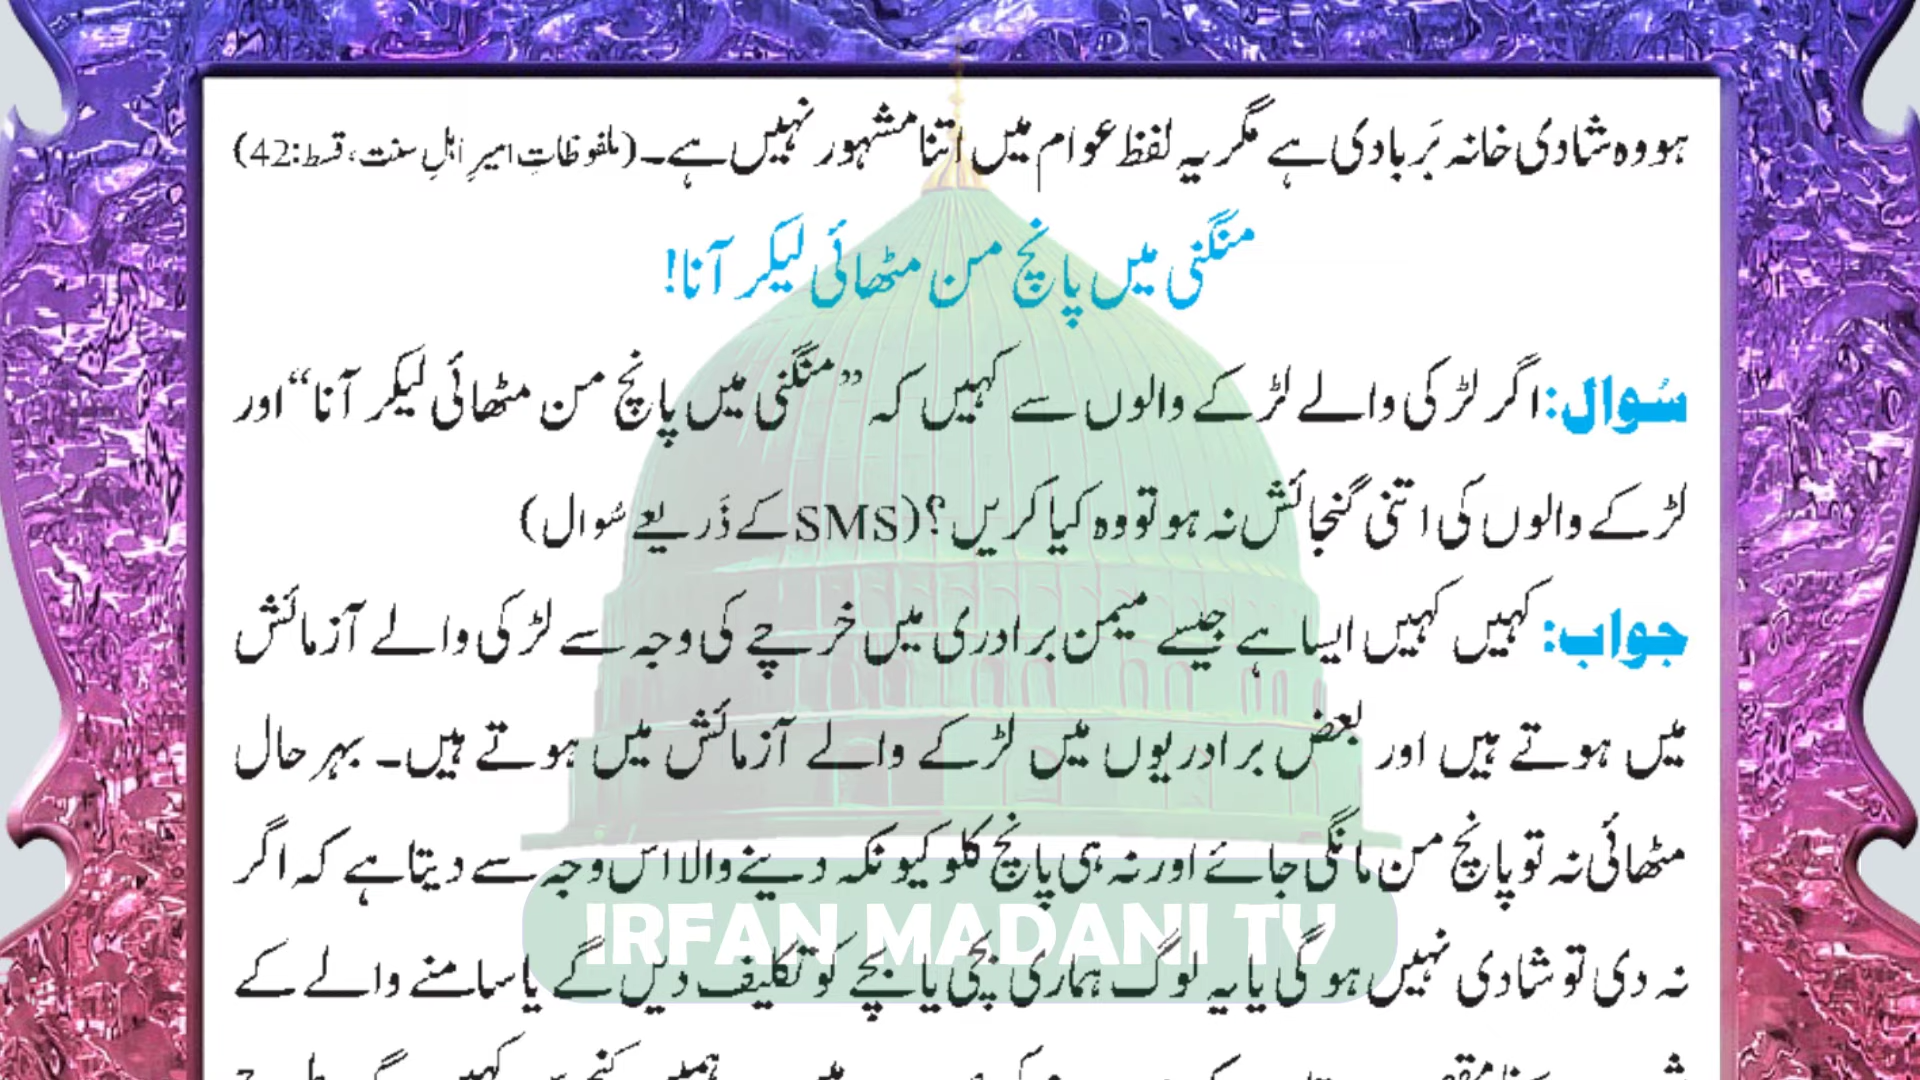 ہو وہ شادی خانہ بَربادی ہے مگر یہ لفظ عوام میں اتنا مشہور نہیں ہے۔ (ملفوظاتِ امیرِ اہلِ سنت، قسط:42)
منگنی میں پانچ من مٹھائی لیکر آنا!
سُوال: اگر لڑکی والے لڑکے والوں سے کہیں کہ ”منگنی میں پانچ من مٹھائی لیکر آنا“ اور
لڑکے والوں کی اتنی گنجائش نہ ہو تو وہ کیا کریں؟ (SMS کے ذَریعے سُوال)
جواب: کہیں کہیں ایسا ہے جیسے میمن برادری میں خرچے کی وجہ سے لڑکی والے آزمائش
میں ہوتے ہیں اور بعض برادریوں میں لڑکے والے آزمائش میں ہوتے ہیں۔ بہر حال
مٹھائی نہ تو پانچ من مانگی جائے اور نہ ہی پانچ کلو کیونکہ دینے والا اس وجہ سے دیتا ہے کہ اگر
نہ دی تو شادی نہیں ہو گی یا یہ لوگ ہماری بچی یا بچے کو تکلیف دیں گے یا سامنے والے کے
IRFAN MADANI TV